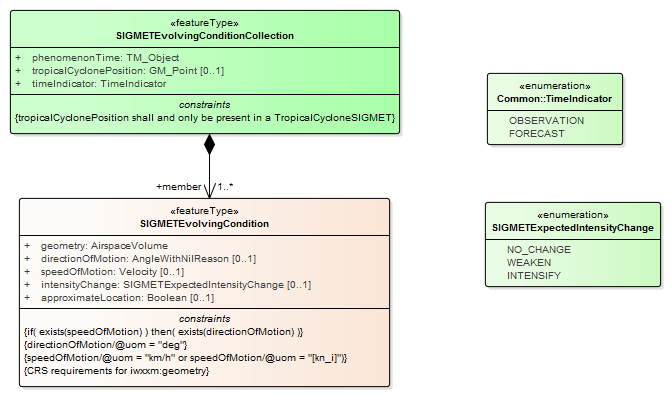 «featureType»
SIGMETEvolvingConditionCollection
+ phenomenonTime: TM_Object
+ tropicalCyclonePosition: GM_Point [0..1]
+ timeIndicator: TimeIndicator
constraints
{tropicalCyclonePosition shall and only be present in a TropicalCycloneSIGMET}
+member 1..*
«featureType»
SIGMETEvolvingCondition
+ geometry: AirspaceVolume
+ directionOfMotion: AngleWithNilReason [0..1]
+ speedOfMotion: Velocity [0..1]
+ intensityChange: SIGMETExpectedIntensityChange [0..1]
+ approximateLocation: Boolean [0..1]
constraints
{if( exists(speedOfMotion) ) then( exists(directionOfMotion) )}
{directionOfMotion/@uom = "deg"}
{speedOfMotion/@uom = "km/h" or speedOfMotion/@uom = "[kn_i]")}
{CRS requirements for iwxxm:geometry}
«enumeration»
Common::TimeIndicator
OBSERVATION
FORECAST
«enumeration»
SIGMETExpectedIntensityChange
NO_CHANGE
WEAKEN
INTENSIFY